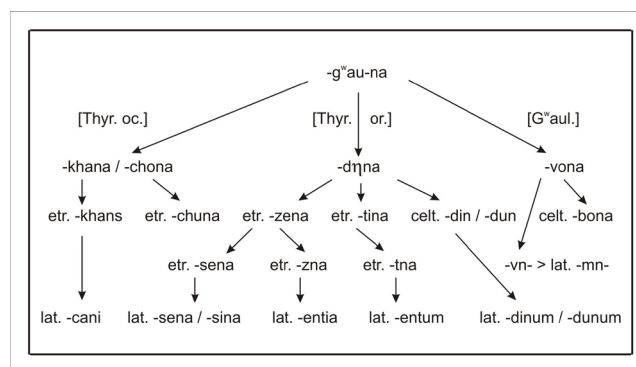 -gʷau-na
[Thyr. oc.] [Thyr. or.] [Gʷaul.]
-khana / -chona -dηna -vona
etr. -khans etr. -chuna etr. -zena etr. -tina celt. -din / -dun celt. -bona
etr. -sena etr. -zna etr. -tna -vn- > lat. -mn-
lat. -cani lat. -sena / -sina lat. -entia lat. -entum lat. -dinum / -dunum